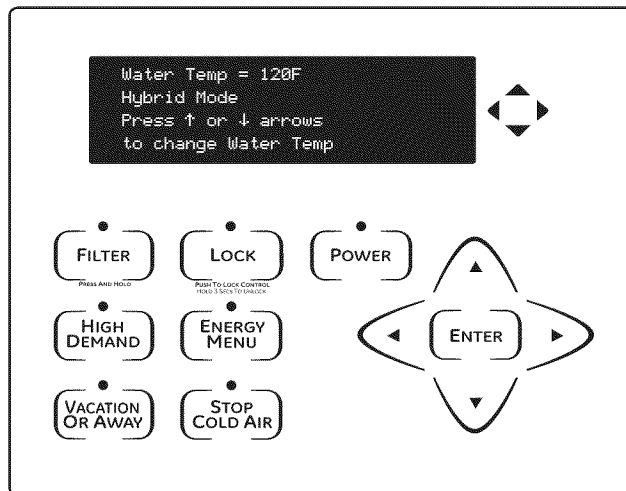 Water Temp = 120F
Hybrid Mode
Press ↑ or ↓ arrows
to change Water Temp
FILTER
PRESS AND HOLD
LOCK
PUSH TO LOCK CONTROL
HOLD 3 SECS TO UNLOCK
POWER
HIGH
DEMAND
ENERGY
MENU
ENTER
VACATION
OR AWAY
STOP
COLD AIR